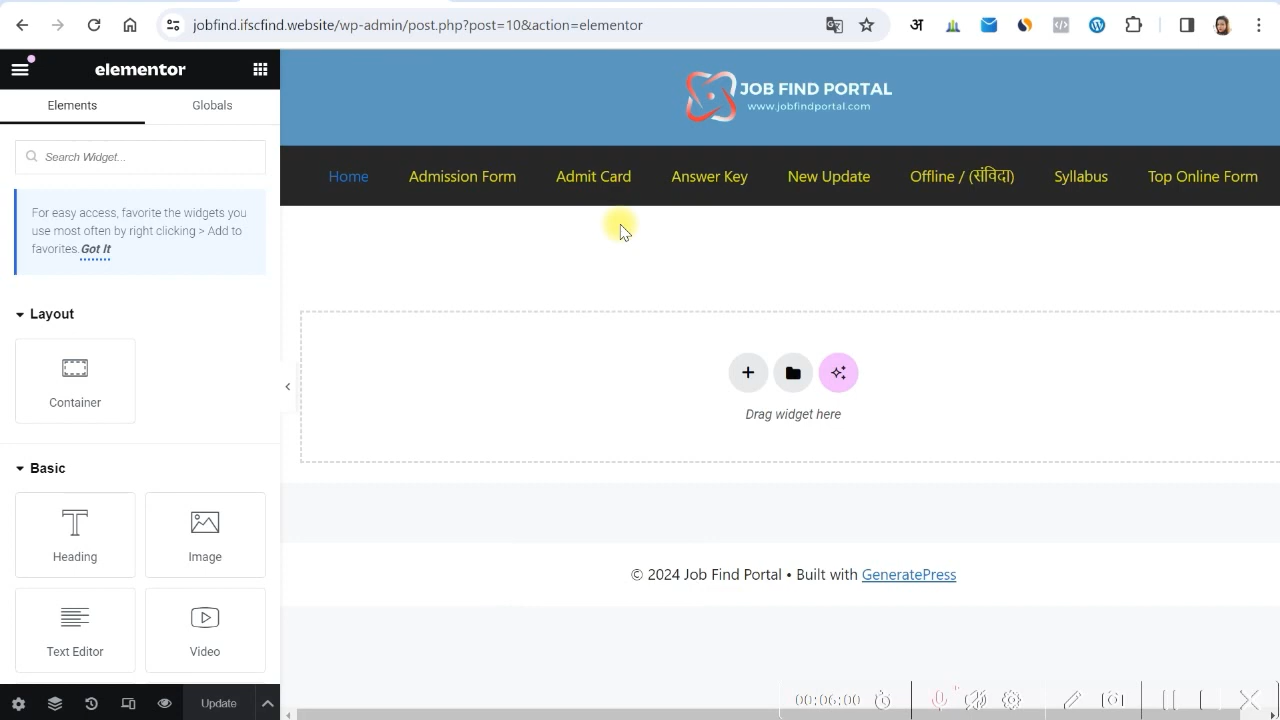 jobfind.ifscfind.website/wp-admin/post.php?post=10&action=elementor
अ
elementor
Elements Globals
Search Widget...
For easy access, favorite the widgets you
use most often by right clicking > Add to
favorites. Got It
Layout
Container
Basic
Heading Image
Text Editor Video
Update
JOB FIND PORTAL
www.jobfindportal.com
Home Admission Form Admit Card Answer Key New Update Offline / (संविदा) Syllabus Top Online Form
Drag widget here
© 2024 Job Find Portal • Built with GeneratePress
00:06:00